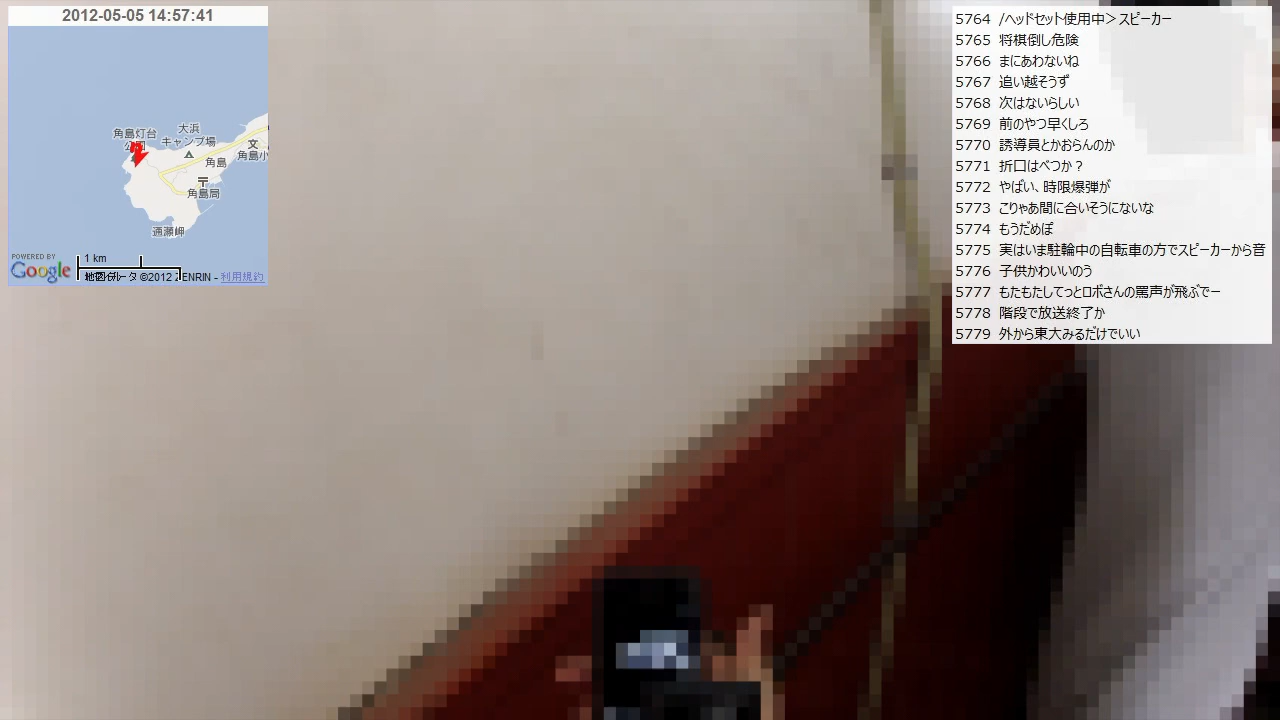 2012-05-05 14:57:41
角島灯台
大浜
キャンプ場
文
角島小
角島
角島局
通瀬岬
POWERED BY
Google
1 km
©2012
ENRIN - 利用規約
5764 /ヘッドセット使用中＞スピーカー
5765 将棋倒し危険
5766 まにあわないね
5767 追い越そうず
5768 次はないらしい
5769 前のやつ早くしろ
5770 誘導員とかおらんのか
5771 折口はべつか？
5772 やばい、時限爆弾が
5773 こりゃあ間に合いそうにないな
5774 もうだめぽ
5775 実はいま駐輪中の自転車の方でスピーカーから音
5776 子供かわいいのう
5777 もたもたしてっとロボさんの罵声が飛ぶでー
5778 階段で放送終了か
5779 外から東大みるだけでいい